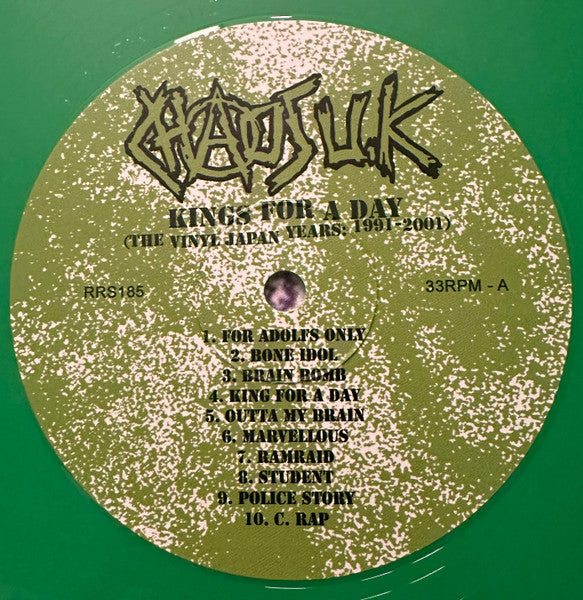 CHAOS U.K
KINGS FOR A DAY
(THE VINYL JAPAN YEARS: 1991-2001)
RRS185
33RPM - A
1. FOR ADOLFS ONLY
2. BONE IDOL
3. BRAIN BOMB
4. KING FOR A DAY
5. OUTTA MY BRAIN
6. MARVELLOUS
7. RAMRAID
8. STUDENT
9. POLICE STORY
10. C. RAP